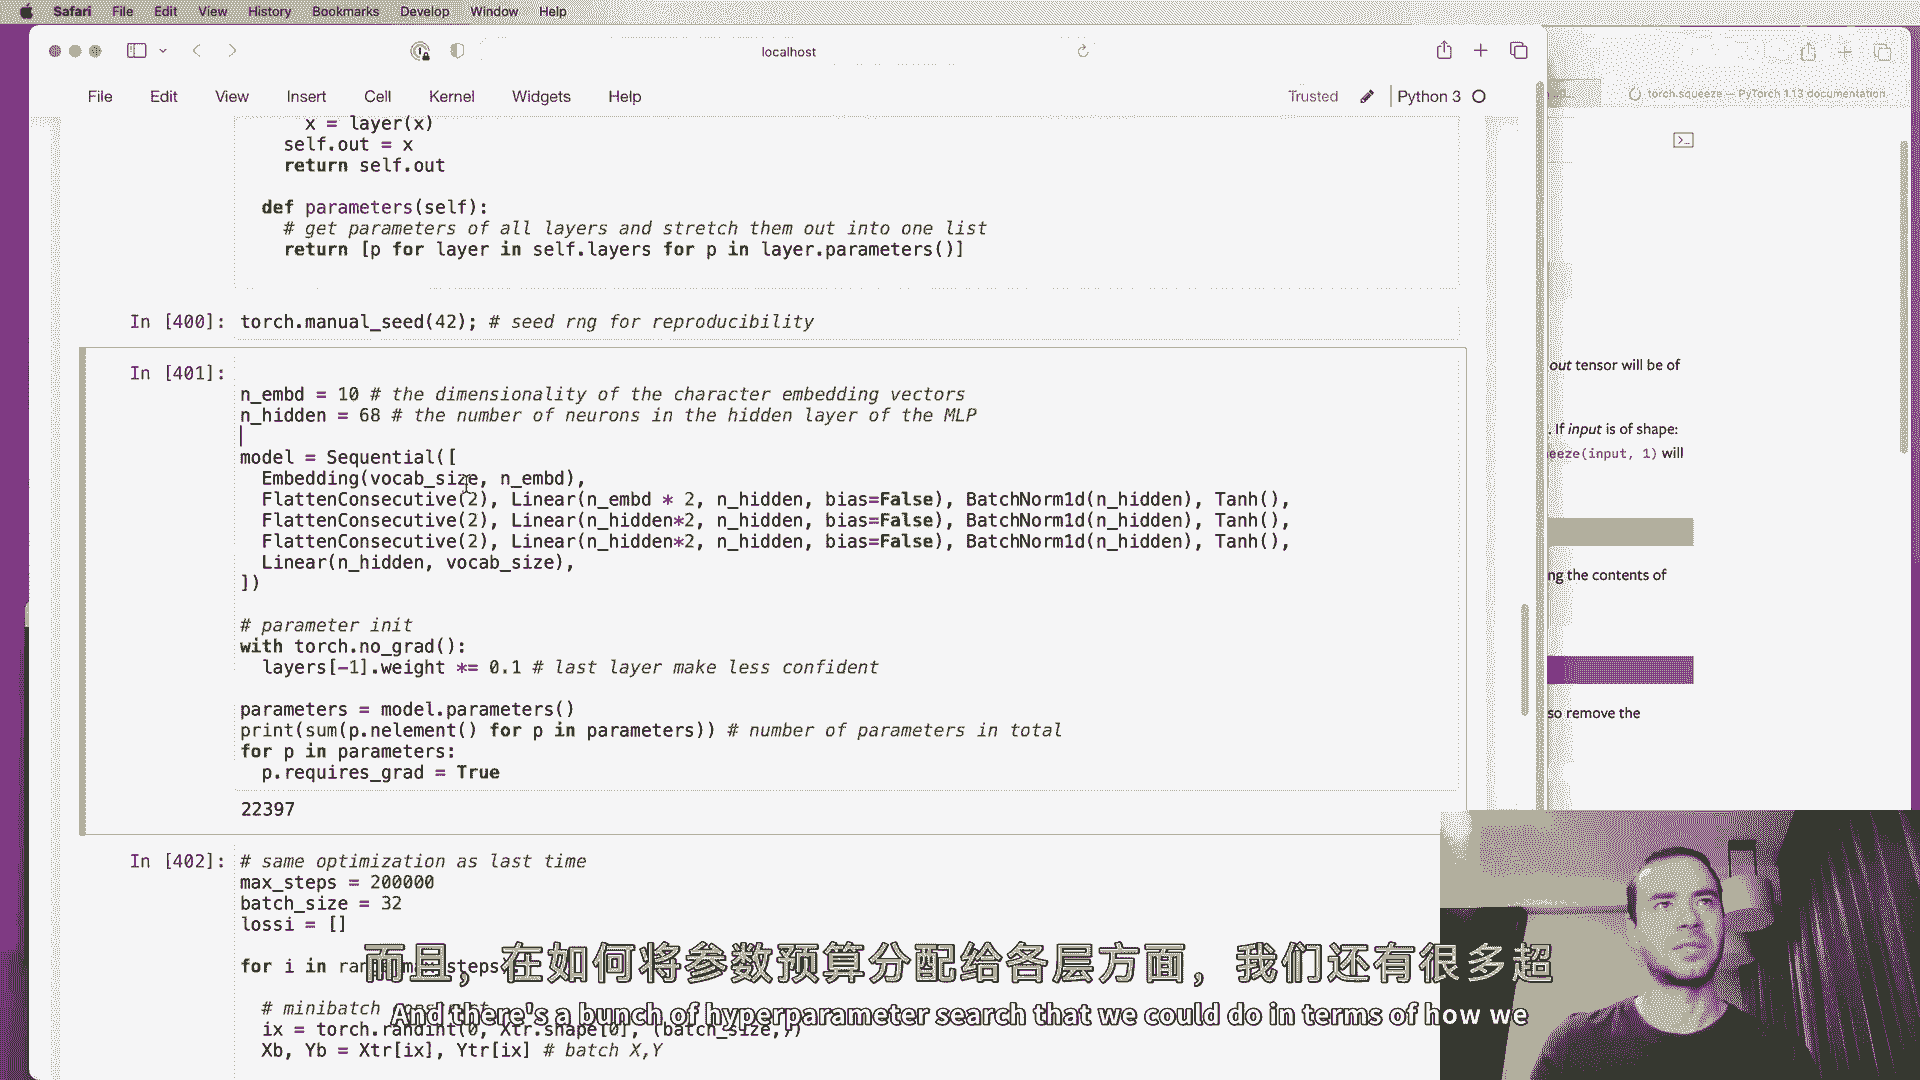 Safari File Edit View History Bookmarks Develop Window Help
localhost
torch.squeeze — PyTorch 1.13 documentation
File Edit View Insert Cell Kernel Widgets Help
Trusted Python 3
x = layer(x)
self.out = x
return self.out
def parameters(self):
# get parameters of all layers and stretch them out into one list
return [p for layer in self.layers for p in layer.parameters()]
In [400]: torch.manual_seed(42); # seed rng for reproducibility
In [401]:
n_embd = 10 # the dimensionality of the character embedding vectors
n_hidden = 68 # the number of neurons in the hidden layer of the MLP
model = Sequential([
Embedding(vocab_size, n_embd),
FlattenConsecutive(2), Linear(n_embd * 2, n_hidden, bias=False), BatchNorm1d(n_hidden), Tanh(),
FlattenConsecutive(2), Linear(n_hidden*2, n_hidden, bias=False), BatchNorm1d(n_hidden), Tanh(),
FlattenConsecutive(2), Linear(n_hidden*2, n_hidden, bias=False), BatchNorm1d(n_hidden), Tanh(),
Linear(n_hidden, vocab_size),
])
# parameter init
with torch.no_grad():
layers[-1].weight *= 0.1 # last layer make less confident
parameters = model.parameters()
print(sum(p.nelement() for p in parameters)) # number of parameters in total
for p in parameters:
p.requires_grad = True
22397
In [402]: # same optimization as last time
max_steps = 200000
batch_size = 32
lossi = []
for i in steps
# minibatch
ix = torch.randint(0, Xtr.shape[0], (batch_size,))
Xb, Yb = Xtr[ix], Ytr[ix] # batch X,Y
out tensor will be of
. If input is of shape:
eeze(input, 1) will
ng the contents of
so remove the
而且，在如何将参数预算分配给各层方面，我们还有很多超
And there's a bunch of hyperparameter search that we could do in terms of how we